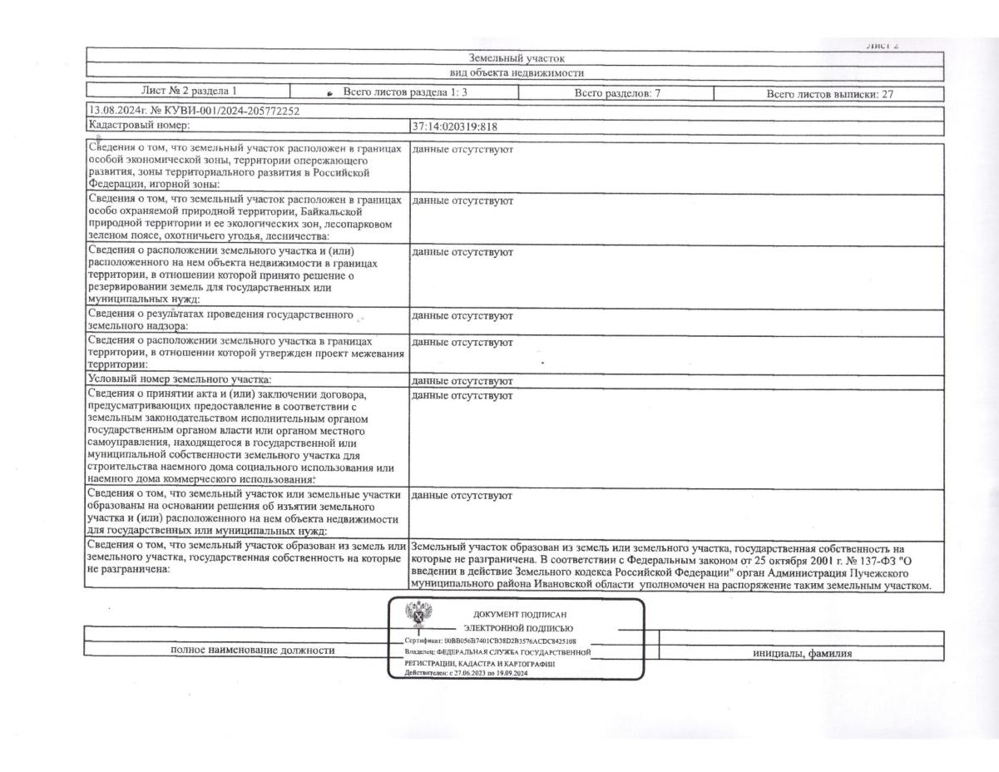 Лист 2
Земельный участок
вид объекта недвижимости
Лист № 2 раздела 1
Всего листов раздела 1: 3
Всего разделов: 7
Всего листов выписки: 27
13.08.2024г. № КУВИ-001/2024-205772252
Кадастровый номер:
37:14:020319:818
Сведения о том, что земельный участок расположен в границах
особой экономической зоны, территории опережающего
развития, зоны территориального развития в Российской
Федерации, игорной зоны:
данные отсутствуют
Сведения о том, что земельный участок расположен в границах
особо охраняемой природной территории, Байкальской
природной территории и ее экологических зон, лесопарковом
зеленом поясе, охотничьего угодья, лесничества:
данные отсутствуют
Сведения о расположении земельного участка и (или)
расположенного на нем объекта недвижимости в границах
территории, в отношении которой принято решение о
резервировании земель для государственных или
муниципальных нужд:
данные отсутствуют
Сведения о результатах проведения государственного
земельного надзора:
данные отсутствуют
Сведения о расположении земельного участка в границах
территории, в отношении которой утвержден проект межевания
территории:
данные отсутствуют
Условный номер земельного участка:
данные отсутствуют
Сведения о принятии акта и (или) заключении договора,
предусматривающих предоставление в соответствии с
земельным законодательством исполнительным органом
государственным органом власти или органом местного
самоуправления, находящегося в государственной или
муниципальной собственности земельного участка для
строительства наемного дома социального использования или
наемного дома коммерческого использования:
данные отсутствуют
Сведения о том, что земельный участок или земельные участки
образованы на основании решения об изъятии земельного
участка и (или) расположенного на нем объекта недвижимости
для государственных или муниципальных нужд:
данные отсутствуют
Сведения о том, что земельный участок образован из земель или
земельного участка, государственная собственность на которые
не разграничена:
Земельный участок образован из земель или земельного участка, государственная собственность на
которые не разграничена. В соответствии с Федеральным законом от 25 октября 2001 г. № 137-ФЗ "О
введении в действие Земельного кодекса Российской Федерации" орган Администрация Пучежского
муниципального района Ивановской области уполномочен на распоряжение таким земельным участком.
ДОКУМЕНТ ПОДПИСАН
ЭЛЕКТРОННОЙ ПОДПИСЬЮ
Сертификат: 00BB056B7401CB38D2B3576ACDC8425108
Владелец: ФЕДЕРАЛЬНАЯ СЛУЖБА ГОСУДАРСТВЕННОЙ
РЕГИСТРАЦИИ, КАДАСТРА И КАРТОГРАФИИ
Действителен: с 27.06.2023 по 19.09.2024
полное наименование должности
инициалы, фамилия